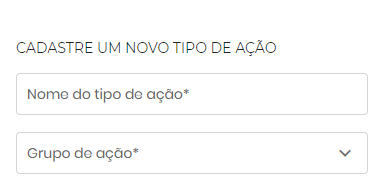 CADASTRE UM NOVO TIPO DE AÇÃO
Nome do tipo de ação*
Grupo de ação*